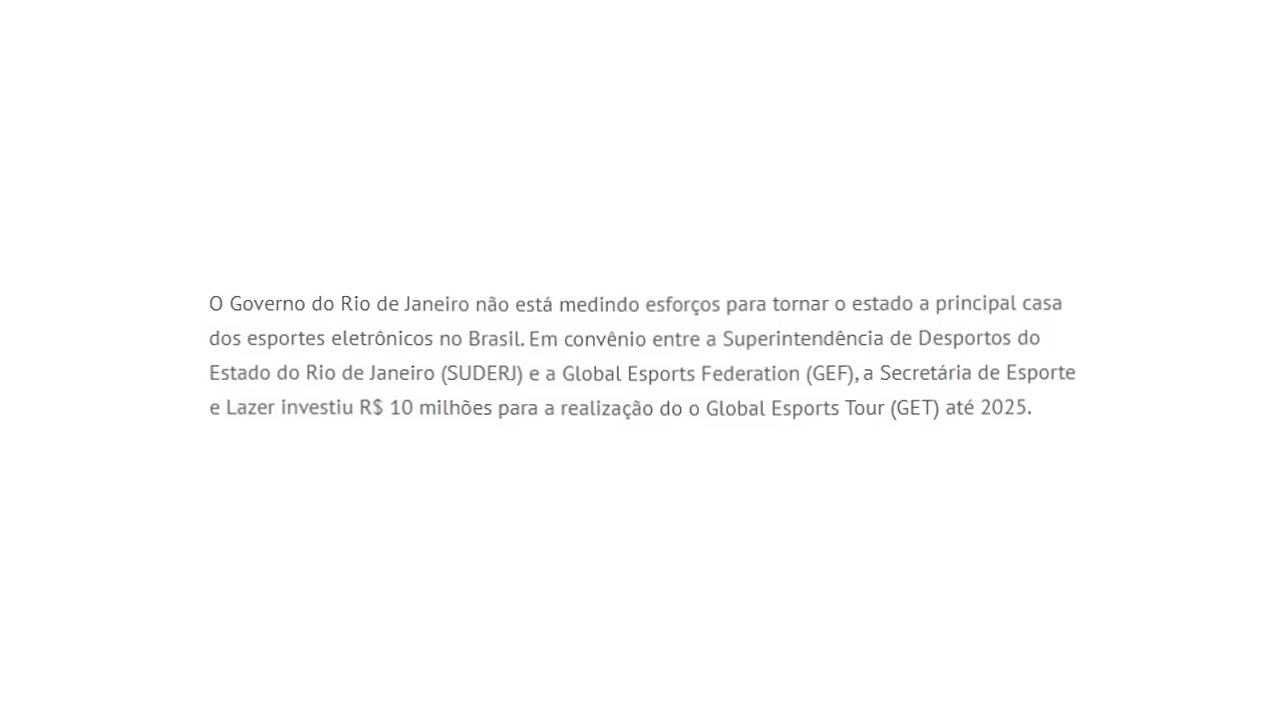 O Governo do Rio de Janeiro não está medindo esforços para tornar o estado a principal casa
dos esportes eletrônicos no Brasil. Em convênio entre a Superintendência de Desportos do
Estado do Rio de Janeiro (SUDERJ) e a Global Esports Federation (GEF), a Secretária de Esporte
e Lazer investiu R$ 10 milhões para a realização do o Global Esports Tour (GET) até 2025.